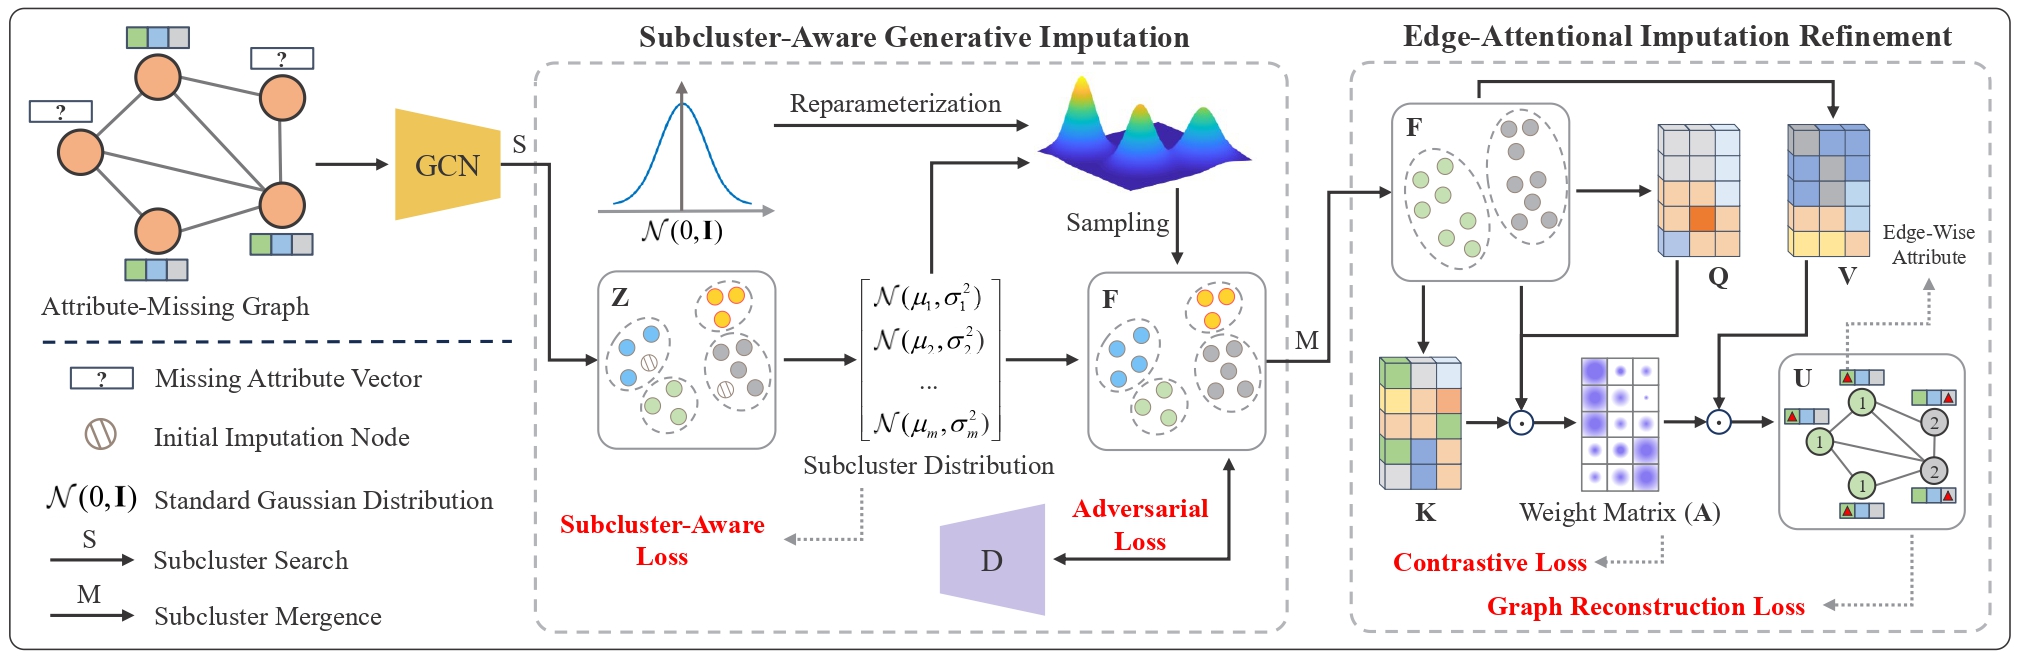 Subcluster-Aware Generative Imputation
Edge-Attentional Imputation Refinement
?
?
GCN
S
Attribute-Missing Graph
? Missing Attribute Vector
Initial Imputation Node
𝒩(0, I) Standard Gaussian Distribution
S
Subcluster Search
M
Subcluster Mergence
Reparameterization
𝒩(0, I)
Sampling
Z
𝒩(μ₁, σ₁²)
𝒩(μ₂, σ₂²)
...
𝒩(μₘ, σₘ²)
Subcluster Distribution
F
M
Subcluster-Aware
Loss
D
Adversarial
Loss
F
Q
V
Edge-Wise
Attribute
K
Weight Matrix (A)
U
1
2
1
2
1
Contrastive Loss
Graph Reconstruction Loss